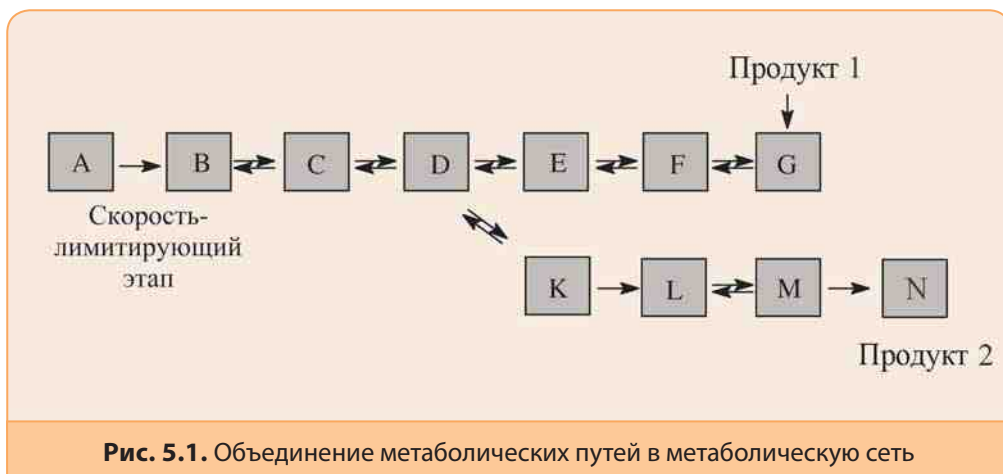 Продукт 1
A B C D E F G
Скорость-
лимитирующий
этап
K L M N
Продукт 2
Рис. 5.1. Объединение метаболических путей в метаболическую сеть